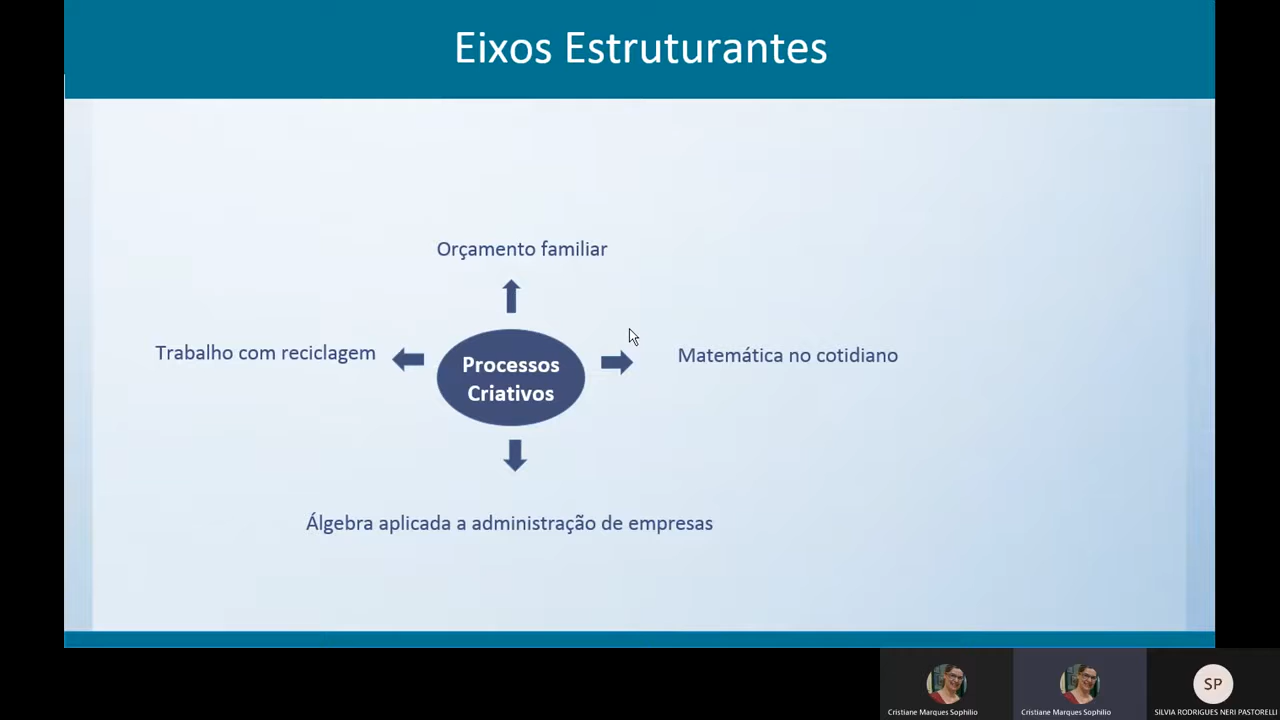 Eixos Estruturantes
Orçamento familiar
Trabalho com reciclagem
Processos
Criativos
Matemática no cotidiano
Álgebra aplicada a administração de empresas
SP
Cristiane Marques Sophilio
Cristiane Marques Sophilio
SILVIA RODRIGUES NERI PASTORELLI